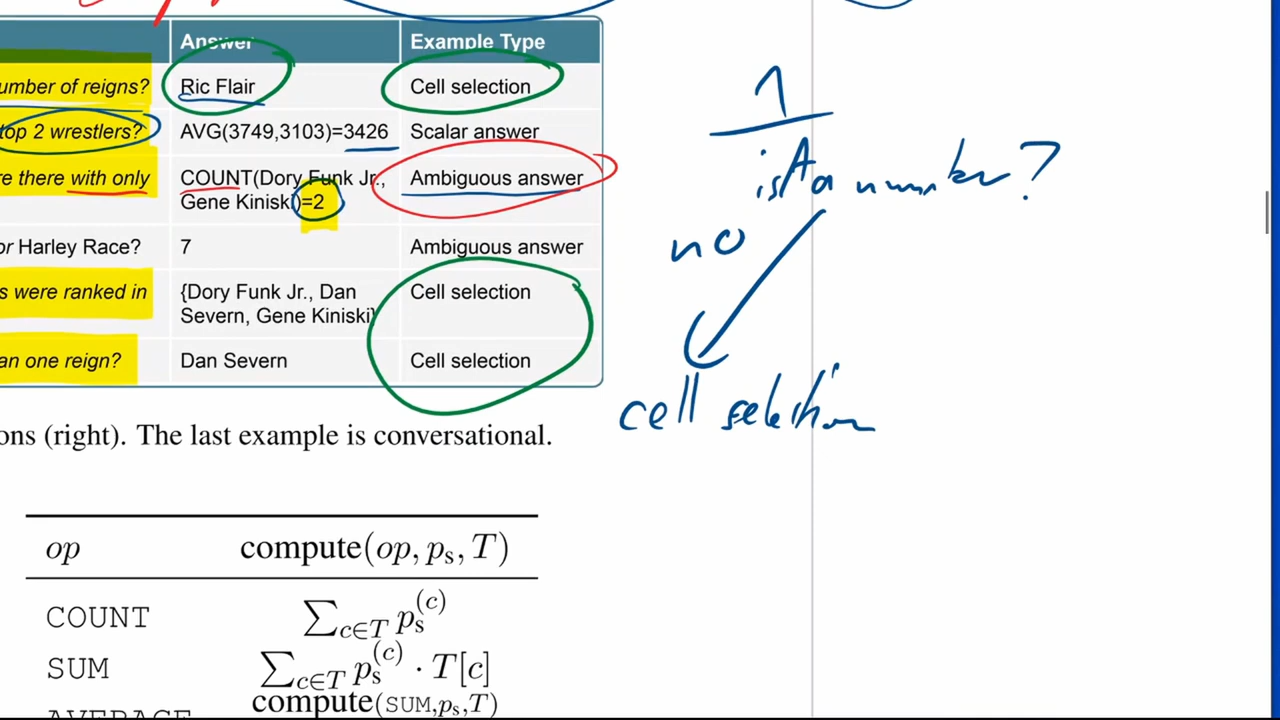 Answer Example Type
umber of reigns? Ric Flair Cell selection
top 2 wrestlers? AVG(3749,3103)=3426 Scalar answer
re there with only COUNT(Dory Funk Jr., Gene Kiniski)=2 Ambiguous answer
or Harley Race? 7 Ambiguous answer
s were ranked in {Dory Funk Jr., Dan Severn, Gene Kiniski} Cell selection
an one reign? Dan Severn Cell selection
1
is A a number?
no
cell selection
ons (right). The last example is conversational.
op compute(op, pₛ, T)
COUNT ∑c∈T pₛ^(c)
SUM ∑c∈T pₛ^(c) · T[c]
AVERAGE compute(SUM,pₛ,T)